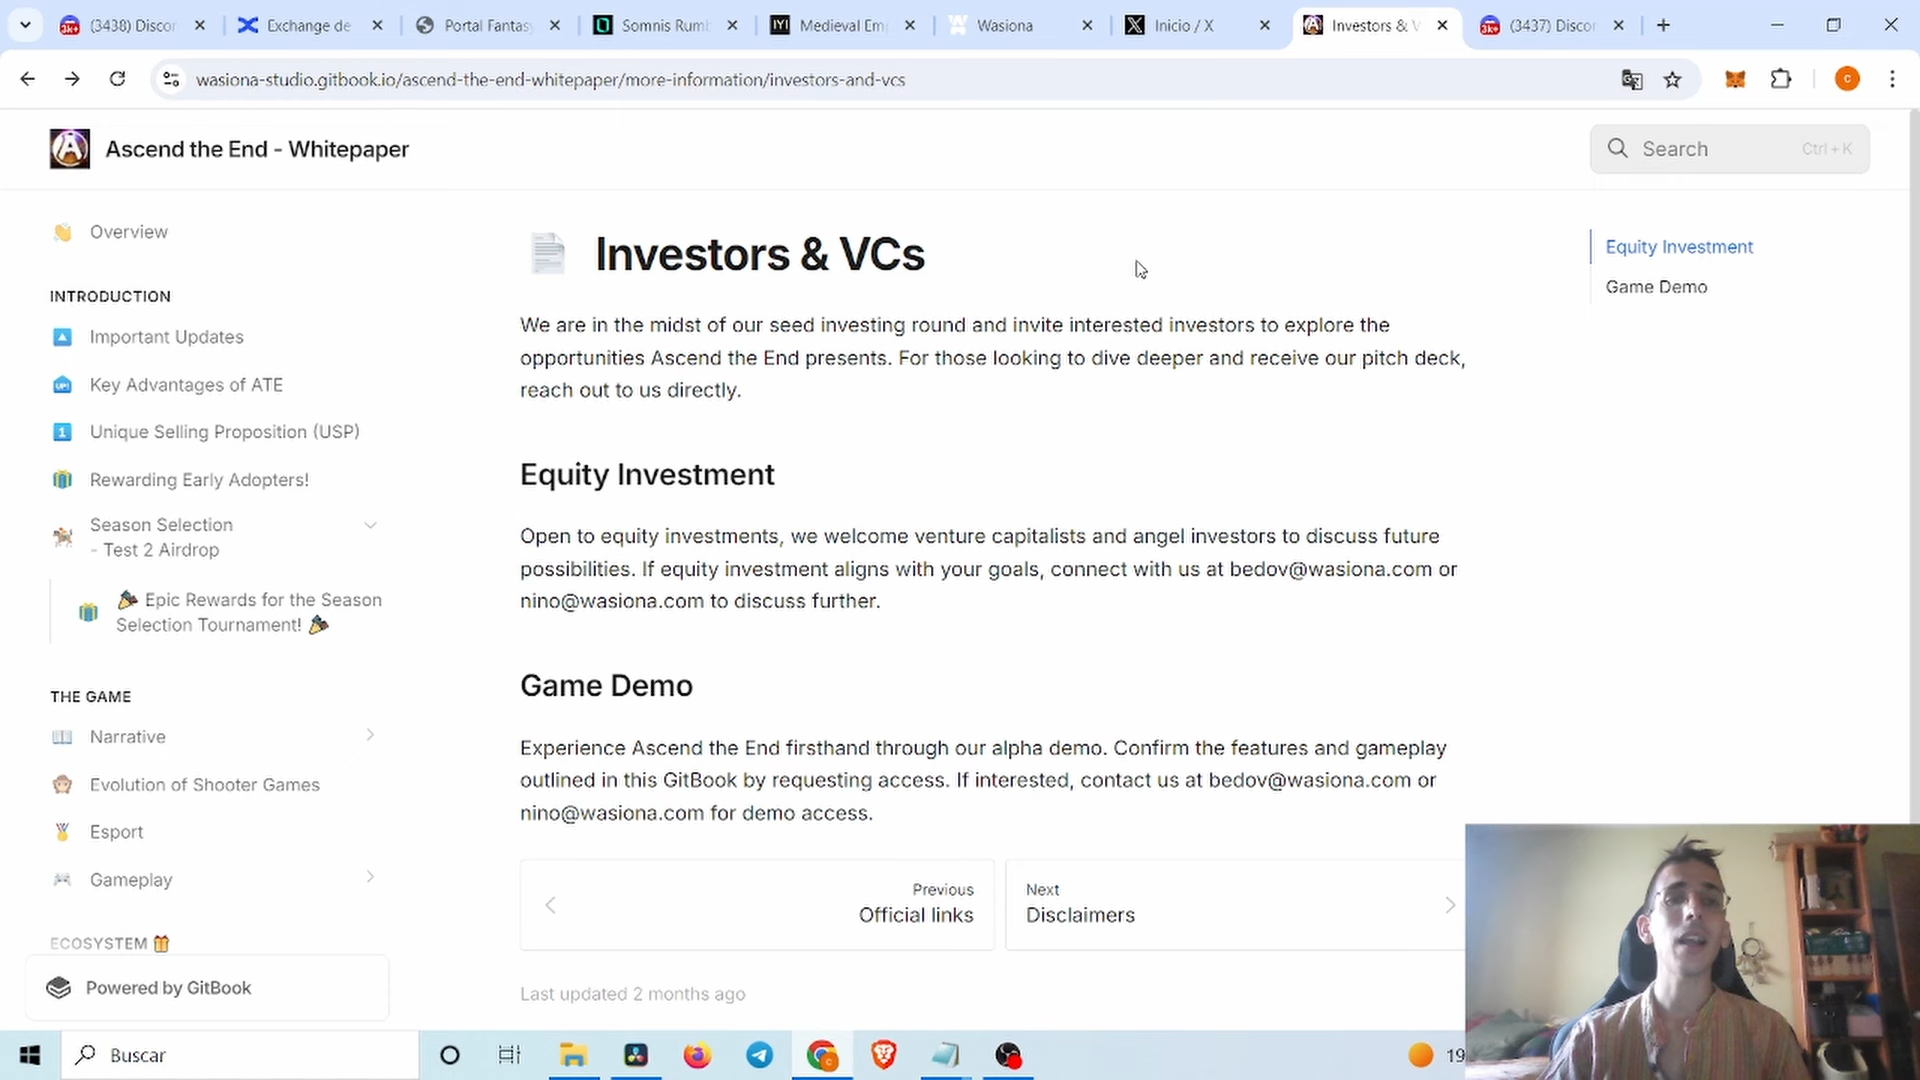 (3438) Discor
Exchange de
Portal Fantas
Somnis Rumb
Medieval Em
Wasiona
Inicio / X
Investors & V
(3437) Discor
wasiona-studio.gitbook.io/ascend-the-end-whitepaper/more-information/investors-and-vcs
C
Ascend the End - Whitepaper
Search
Ctrl + K
Overview
INTRODUCTION
Important Updates
Key Advantages of ATE
Unique Selling Proposition (USP)
Rewarding Early Adopters!
Season Selection
- Test 2 Airdrop
Epic Rewards for the Season
Selection Tournament!
THE GAME
Narrative
Evolution of Shooter Games
Esport
Gameplay
ECOSYSTEM
Powered by GitBook
Investors & VCs
We are in the midst of our seed investing round and invite interested investors to explore the
opportunities Ascend the End presents. For those looking to dive deeper and receive our pitch deck,
reach out to us directly.
Equity Investment
Open to equity investments, we welcome venture capitalists and angel investors to discuss future
possibilities. If equity investment aligns with your goals, connect with us at bedov@wasiona.com or
nino@wasiona.com to discuss further.
Game Demo
Experience Ascend the End firsthand through our alpha demo. Confirm the features and gameplay
outlined in this GitBook by requesting access. If interested, contact us at bedov@wasiona.com or
nino@wasiona.com for demo access.
Previous
Official links
Next
Disclaimers
Last updated 2 months ago
Equity Investment
Game Demo
Buscar
19